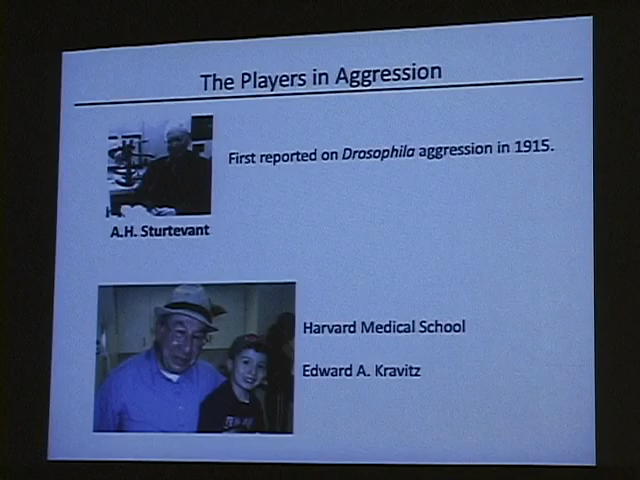 The Players in Aggression
First reported on Drosophila aggression in 1915.
A.H. Sturtevant
Harvard Medical School
Edward A. Kravitz